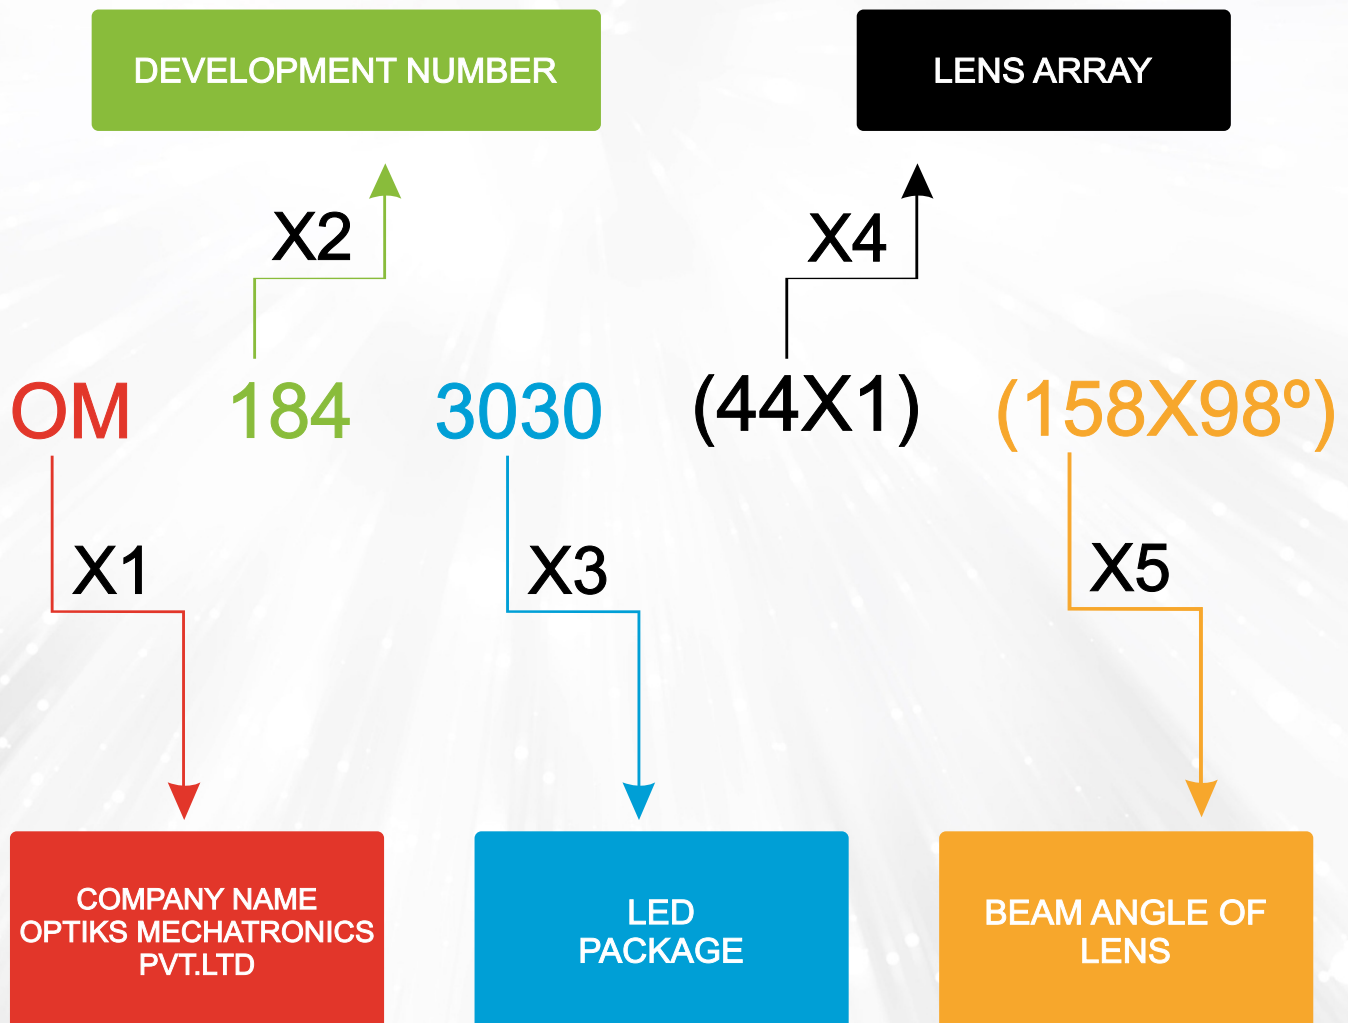 DEVELOPMENT NUMBER
LENS ARRAY
X2
X4
OM 184 3030 (44X1) (158X98º)
X1
X3
X5
COMPANY NAME
OPTIKS MECHATRONICS
PVT.LTD
LED
PACKAGE
BEAM ANGLE OF
LENS